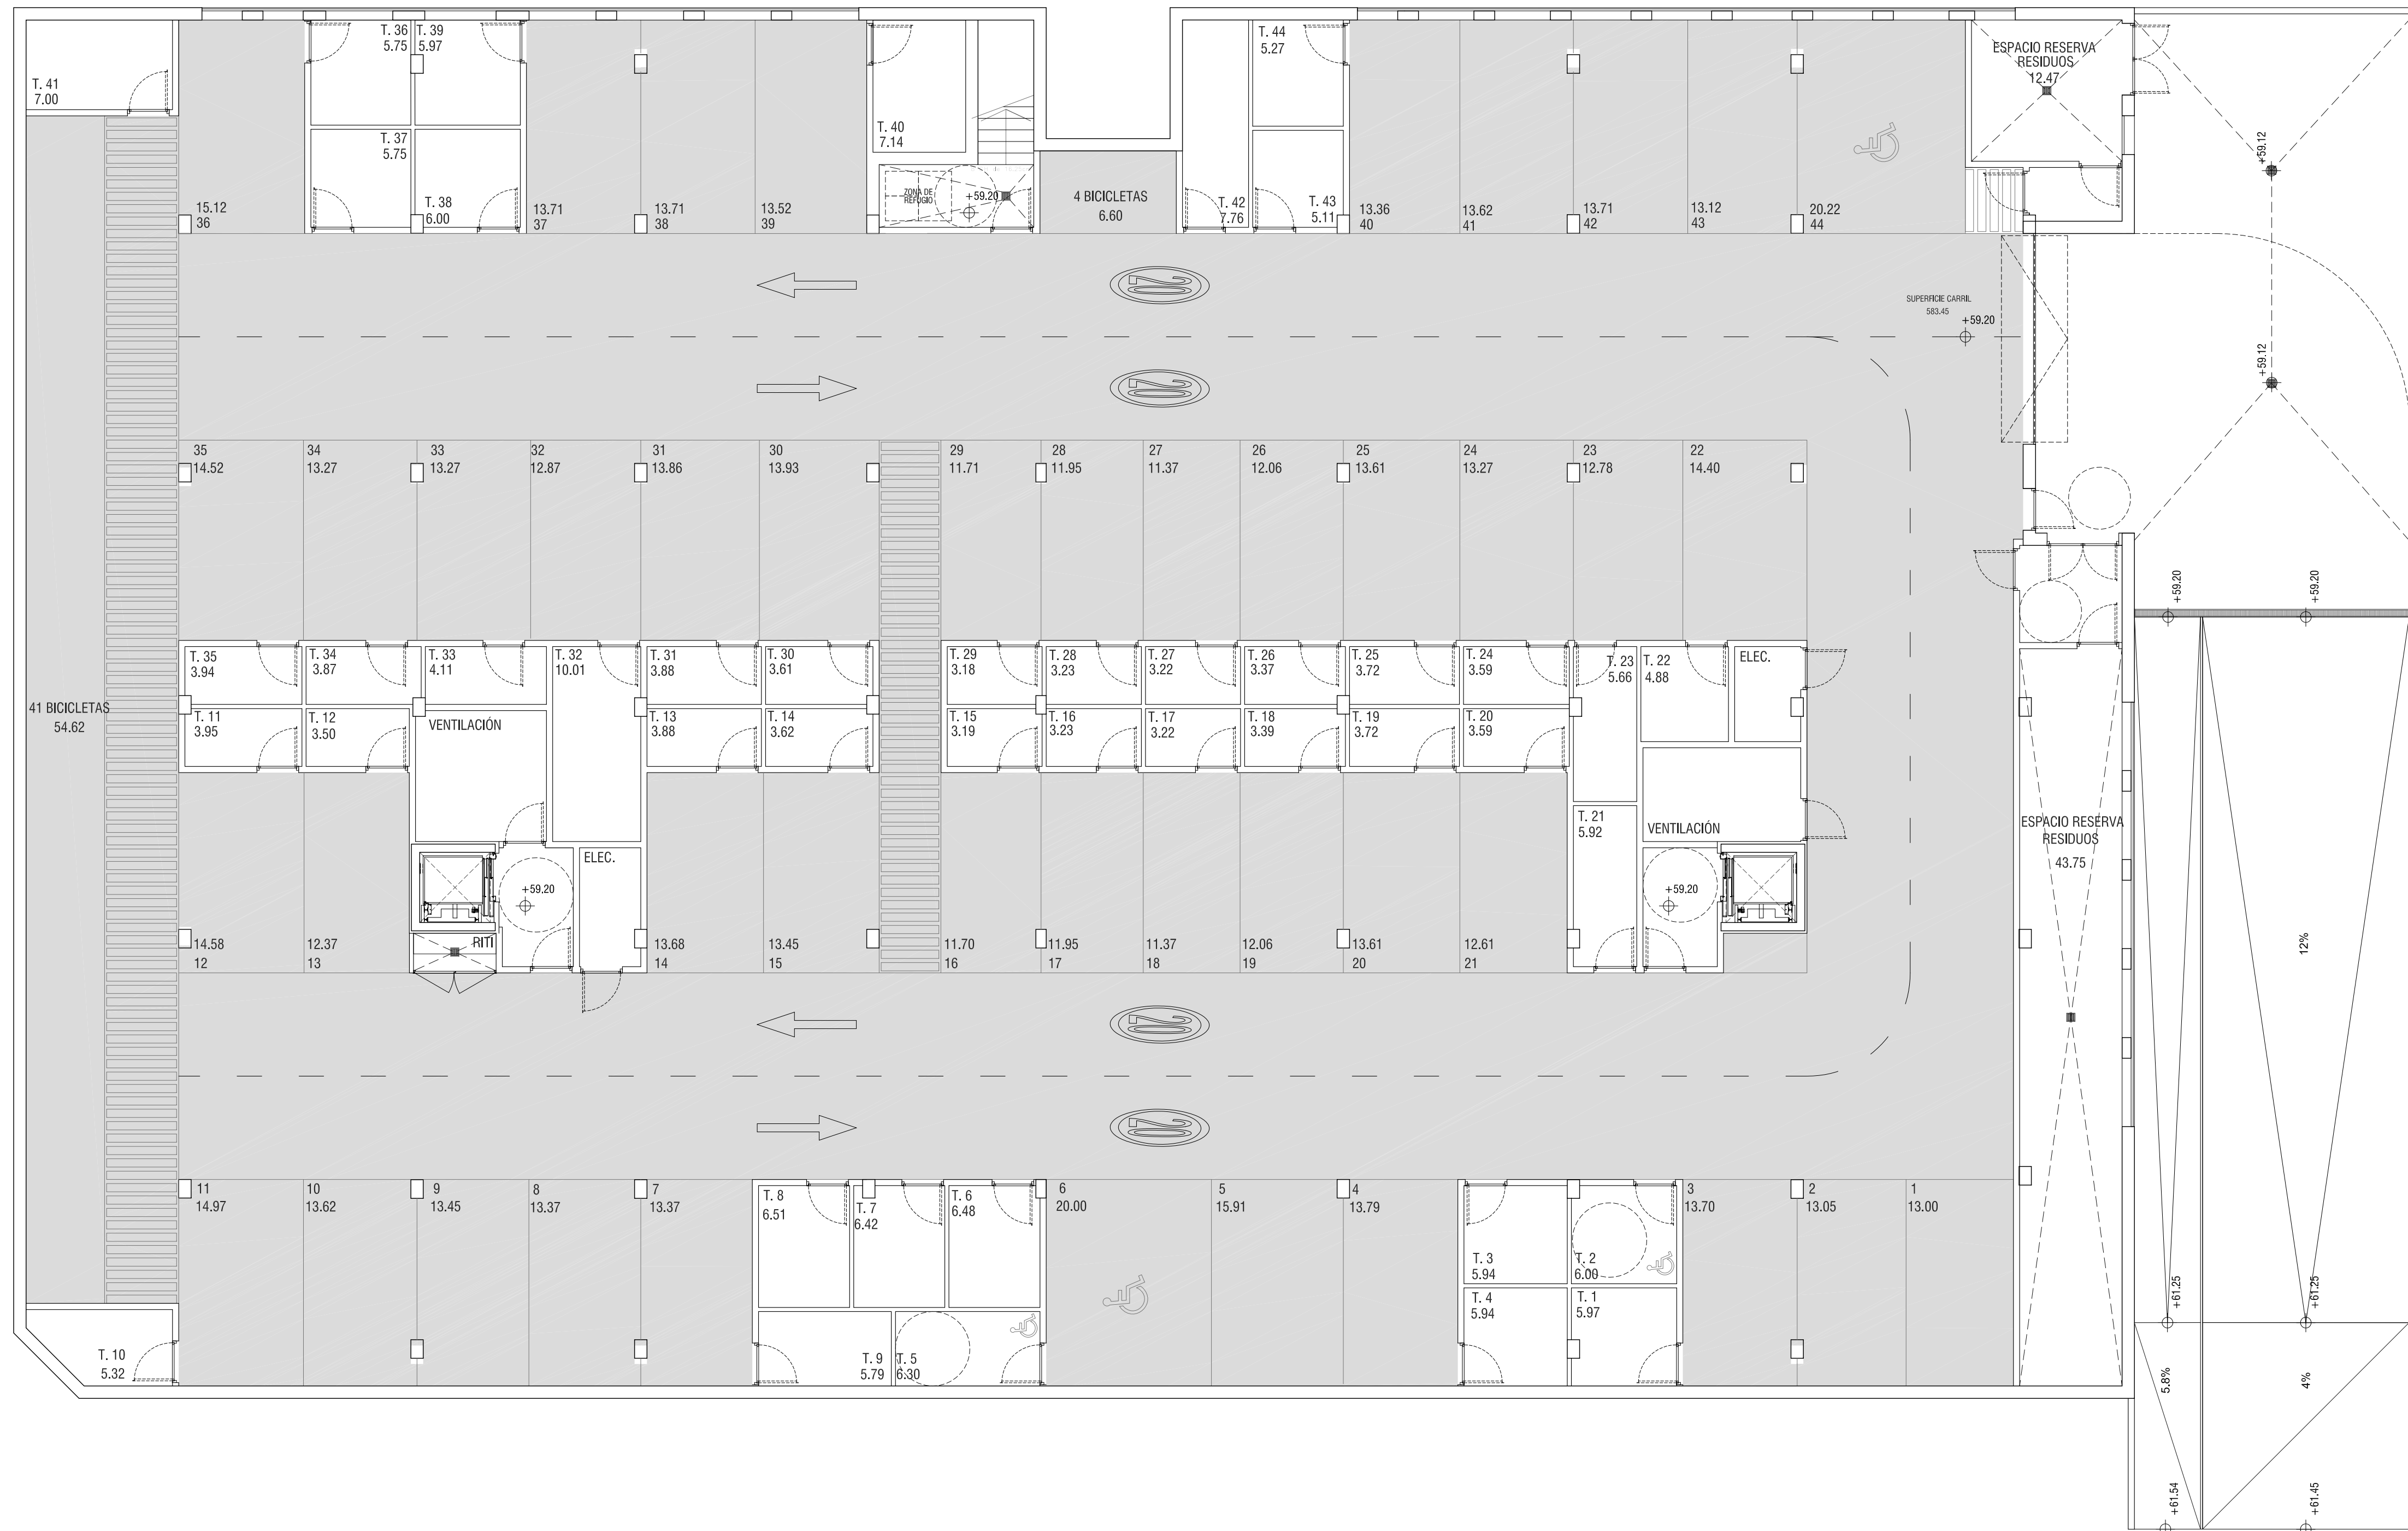 T. 41
7.00
T. 36
5.75
T. 39
5.97
T. 37
5.75
T. 38
6.00
T. 40
7.14
ZONA DE
REFUGIO
+59.20
4 BICICLETAS
6.60
T. 44
5.27
T. 42
7.76
T. 43
5.11
ESPACIO RESERVA
RESIDUOS
12.47
+59.12
15.12
36
13.71
37
13.71
38
13.52
39
13.36
40
13.62
41
13.71
42
13.12
43
20.22
44
20
SUPERFICIE CARRIL
583.45
+59.20
+59.12
20
35
14.52
34
13.27
33
13.27
32
12.87
31
13.86
30
13.93
29
11.71
28
11.95
27
11.37
26
12.06
25
13.61
24
13.27
23
12.78
22
14.40
+59.20
+59.20
T. 35
3.94
T. 34
3.87
T. 33
4.11
T. 32
10.01
T. 31
3.88
T. 30
3.61
T. 29
3.18
T. 28
3.23
T. 27
3.22
T. 26
3.37
T. 25
3.72
T. 24
3.59
T. 23
5.66
T. 22
4.88
ELEC.
41 BICICLETAS
54.62
T. 11
3.95
T. 12
3.50
VENTILACIÓN
T. 13
3.88
T. 14
3.62
T. 15
3.19
T. 16
3.23
T. 17
3.22
T. 18
3.39
T. 19
3.72
T. 20
3.59
T. 21
5.92
VENTILACIÓN
ESPACIO RESERVA
RESIDUOS
43.75
ELEC.
+59.20
+59.20
RITI
12%
14.58
12
12.37
13
13.68
14
13.45
15
11.70
16
11.95
17
11.37
18
12.06
19
13.61
20
12.61
21
20
20
11
14.97
10
13.62
9
13.45
8
13.37
7
13.37
T. 8
6.51
T. 7
6.42
T. 6
6.48
6
20.00
5
15.91
4
13.79
3
13.70
2
13.05
1
13.00
T. 3
5.94
T. 2
6.00
T. 4
5.94
T. 1
5.97
+61.25
+61.25
T. 10
5.32
T. 9
5.79
T. 5
6.30
5.8%
4%
+61.54
+61.45